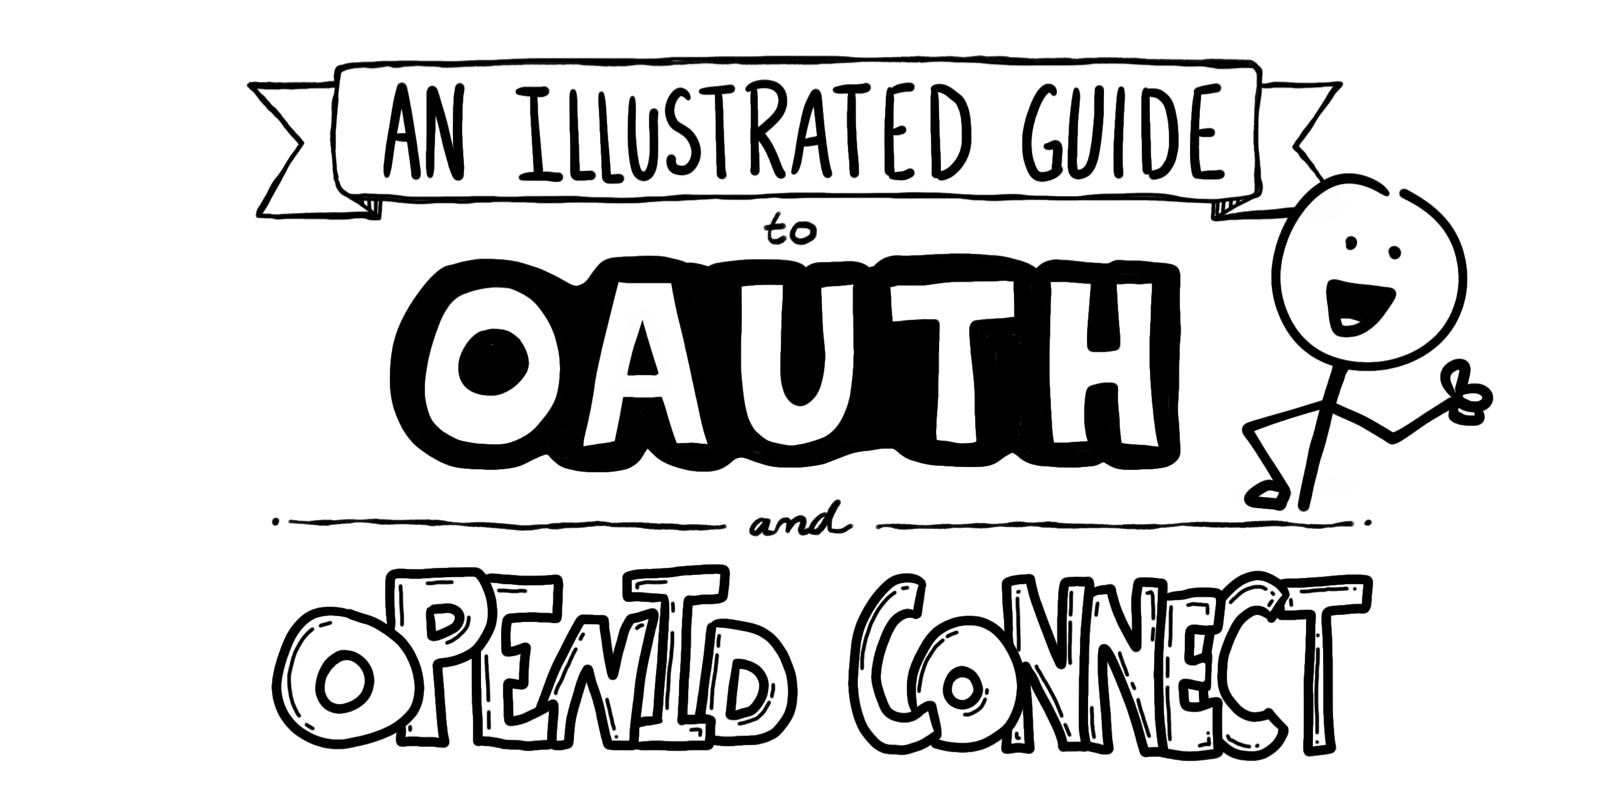 AN ILLUSTRATED GUIDE
to
OAUTH
and
OPENID CONNECT